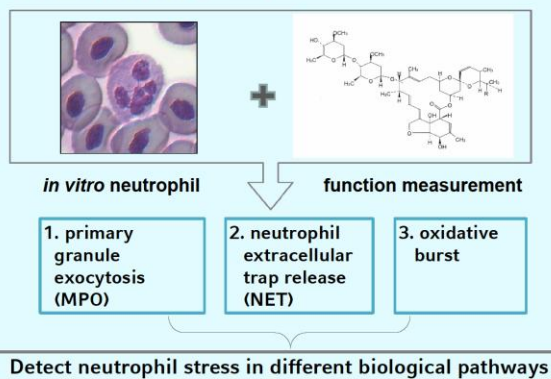 in vitro neutrophil
function measurement
1. primary
granule
exocytosis
(MPO)
2. neutrophil
extracellular
trap release
(NET)
3. oxidative
burst
Detect neutrophil stress in different biological pathways